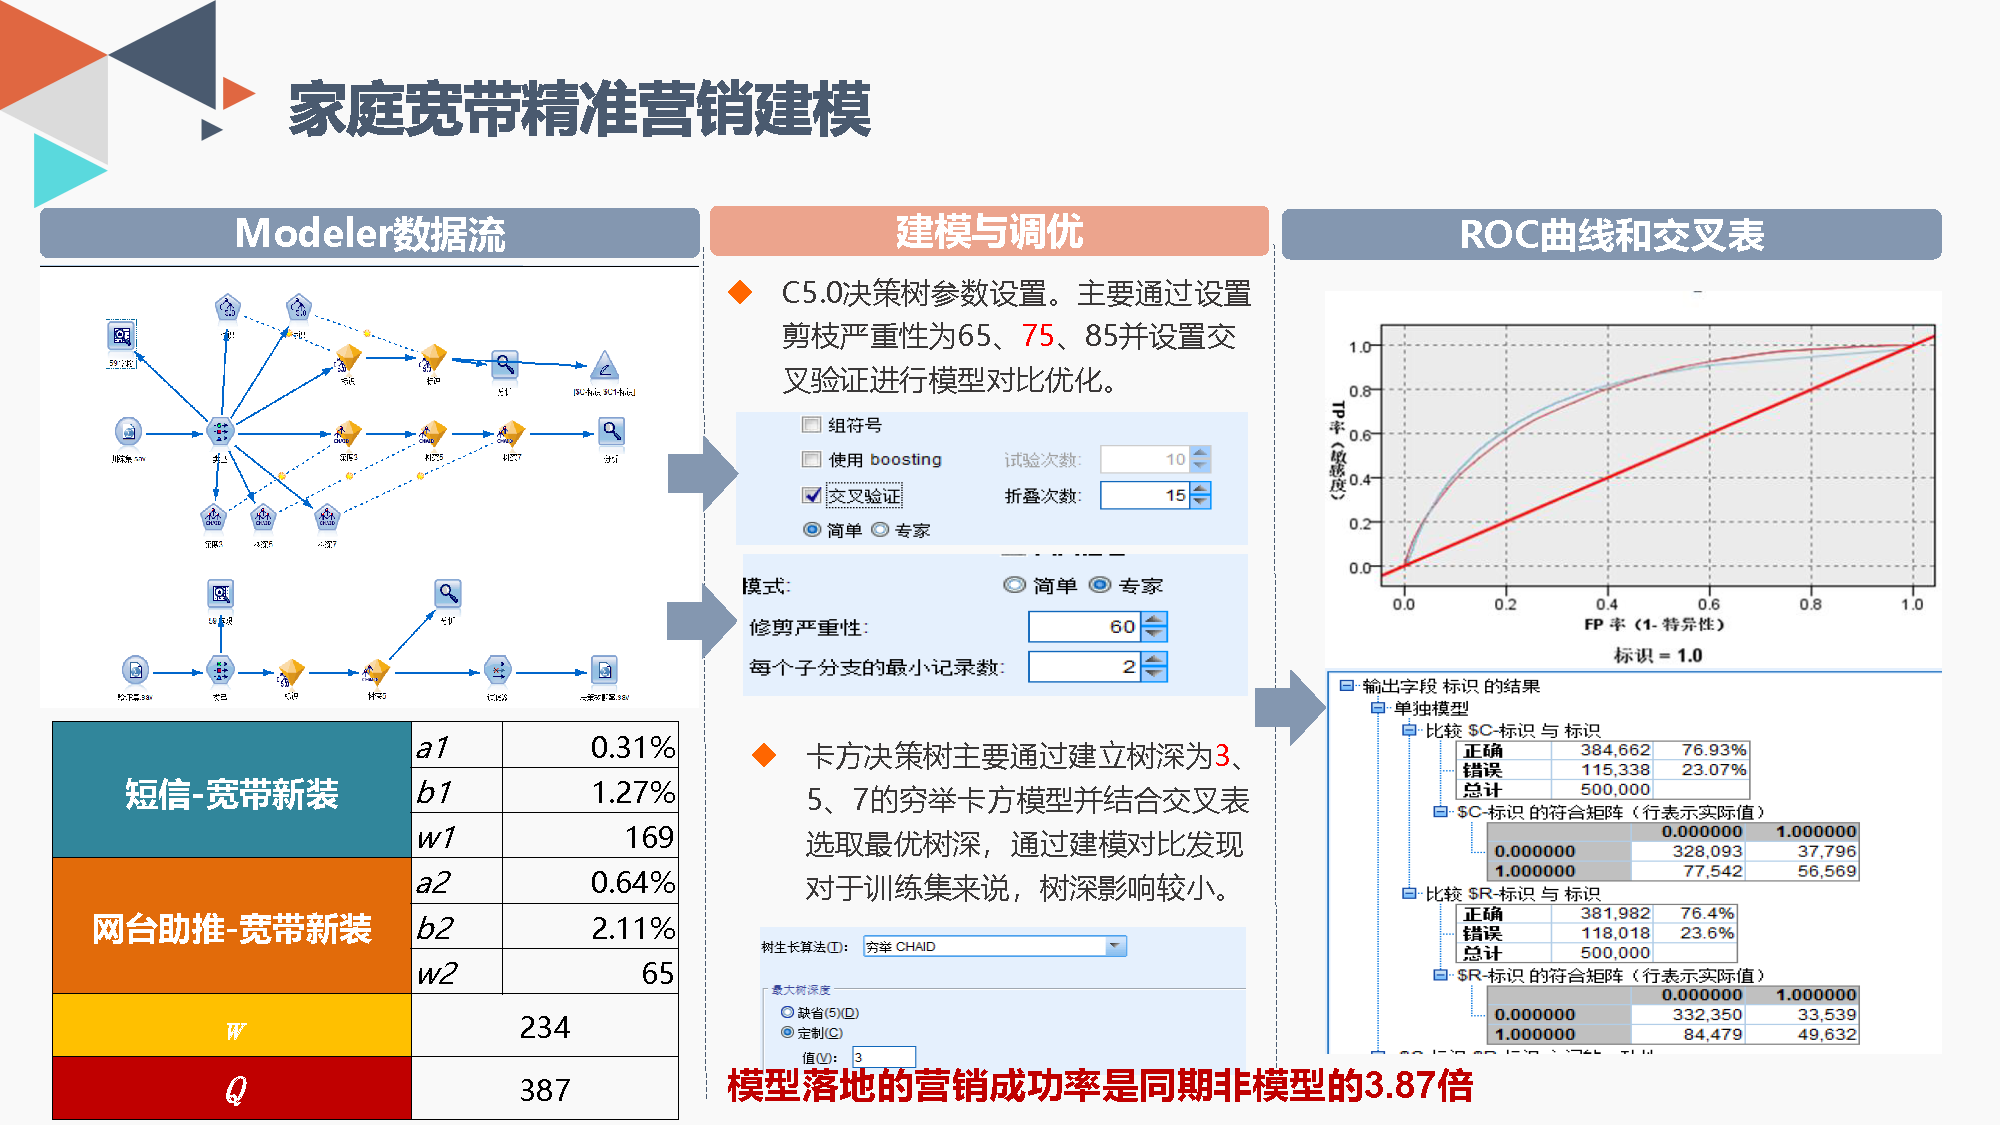 家庭宽带精准营销建模
Modeler数据流
建模与调优
ROC曲线和交叉表
C5.0决策树参数设置。主要通过设置
剪枝严重性为65、75、85并设置交
叉验证进行模型对比优化。
组符号
使用 boosting
试验次数: 10
交叉验证
折叠次数: 15
简单 专家
模式: 简单 专家
修剪严重性: 60
每个子分支的最小记录数: 2
卡方决策树主要通过建立树深为3、
5、7的穷举卡方模型并结合交叉表
选取最优树深，通过建模对比发现
对于训练集来说，树深影响较小。
树生长算法(T): 穷举 CHAID
最大树深度
缺省(5)(D)
定制(C)
值(V): 3
短信-宽带新装
a1 0.31%
b1 1.27%
w1 169
网台助推-宽带新装
a2 0.64%
b2 2.11%
w2 65
w 234
Q 387
TP 率（敏感度）
1.0
0.8
0.6
0.4
0.2
0.0
0.0 0.2 0.4 0.6 0.8 1.0
FP 率（1- 特异性）
标识 = 1.0
输出字段 标识 的结果
单独模型
比较 $C-标识 与 标识
正确 384,662 76.93%
错误 115,338 23.07%
总计 500,000
$C-标识 的符合矩阵（行表示实际值）
0.000000 1.000000
0.000000 328,093 37,796
1.000000 77,542 56,569
比较 $R-标识 与 标识
正确 381,982 76.4%
错误 118,018 23.6%
总计 500,000
$R-标识 的符合矩阵（行表示实际值）
0.000000 1.000000
0.000000 332,350 33,539
1.000000 84,479 49,632
模型落地的营销成功率是同期非模型的3.87倍